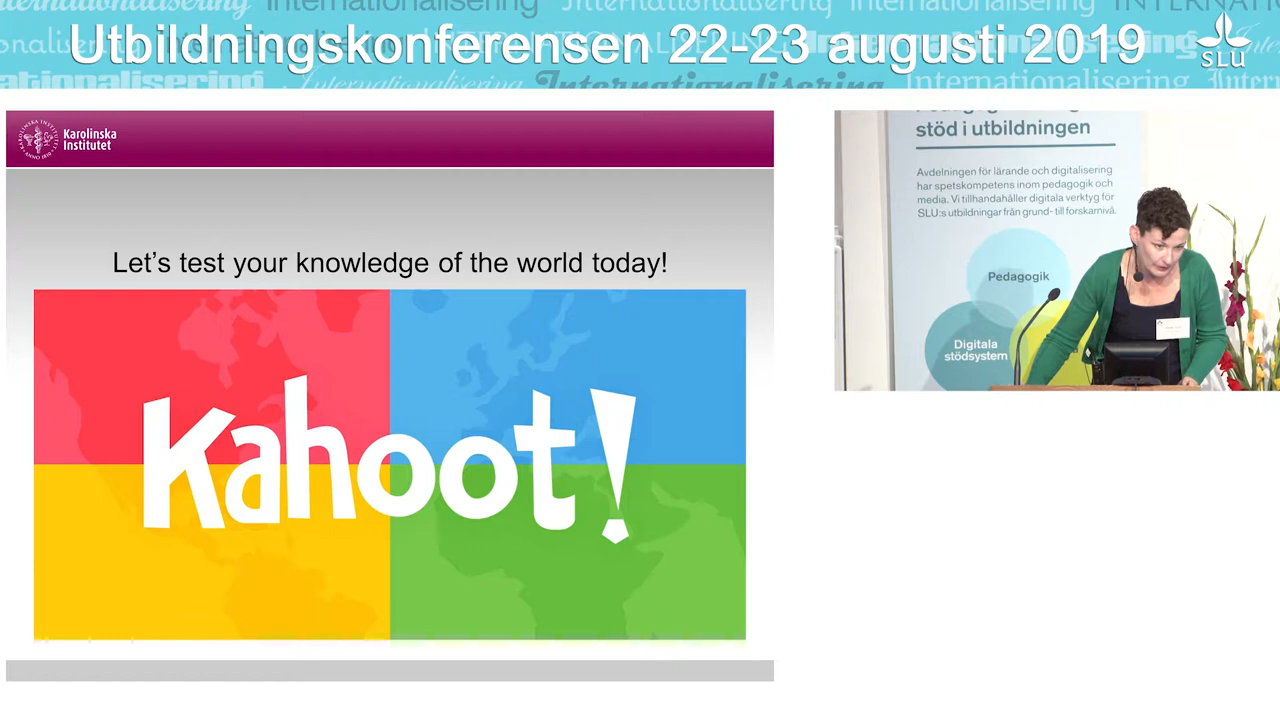 Utbildningskonferensen 22-23 augusti 2019
SLU
Karolinska
Institutet
Let's test your knowledge of the world today!
Kahoot!
stöd i utbildningen
Avdelningen för lärande och digitalisering
har spetskompetens inom pedagogik och
media. Vi tillhandahåller digitala verktyg för
SLU:s utbildningar från grund- till forskarnivå.
Pedagogik
Digitala
stödsystem